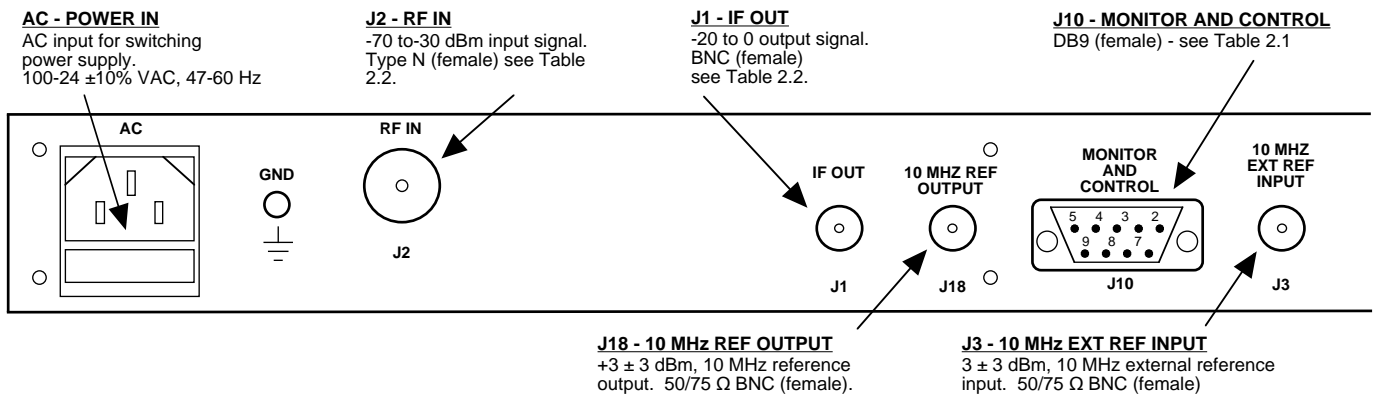 AC - POWER IN
AC input for switching
power supply.
100-24 ±10% VAC, 47-60 Hz
J2 - RF IN
-70 to-30 dBm input signal.
Type N (female) see Table
2.2.
J1 - IF OUT
-20 to 0 output signal.
BNC (female)
see Table 2.2.
J10 - MONITOR AND CONTROL
DB9 (female) - see Table 2.1
AC
GND
RF IN
J2
IF OUT
J1
10 MHZ REF
OUTPUT
J18
MONITOR
AND
CONTROL
5 4 3 2
9 8 7
J10
10 MHZ
EXT REF
INPUT
J3
J18 - 10 MHz REF OUTPUT
+3 ± 3 dBm, 10 MHz reference
output. 50/75 Ω BNC (female).
J3 - 10 MHz EXT REF INPUT
3 ± 3 dBm, 10 MHz external reference
input. 50/75 Ω BNC (female)